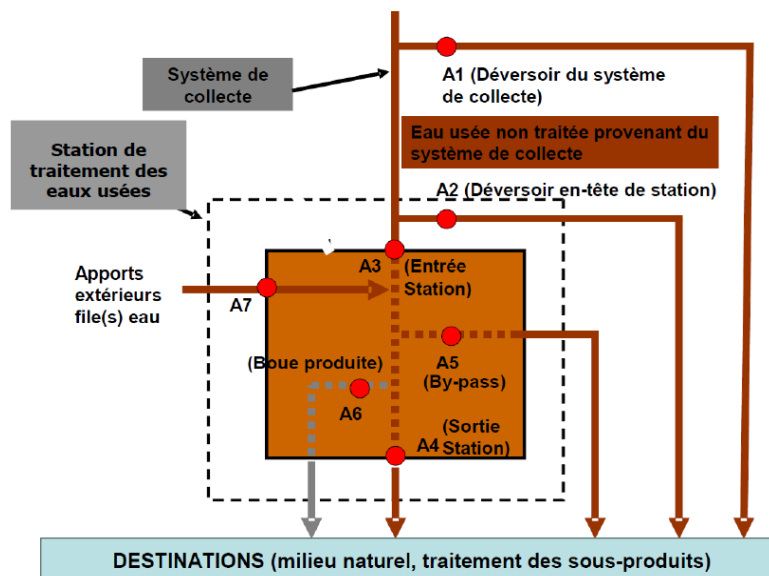 Système de
collecte
A1 (Déversoir du système
de collecte)
Station de
traitement des
eaux usées
Eau usée non traitée provenant du
système de collecte
A2 (Déversoir en-tête de station)
Apports
extérieurs
file(s) eau
A7
A3
(Entrée
Station)
(Boue produite)
A6
A5
(By-pass)
(Sortie
Station)
A4
DESTINATIONS (milieu naturel, traitement des sous-produits)